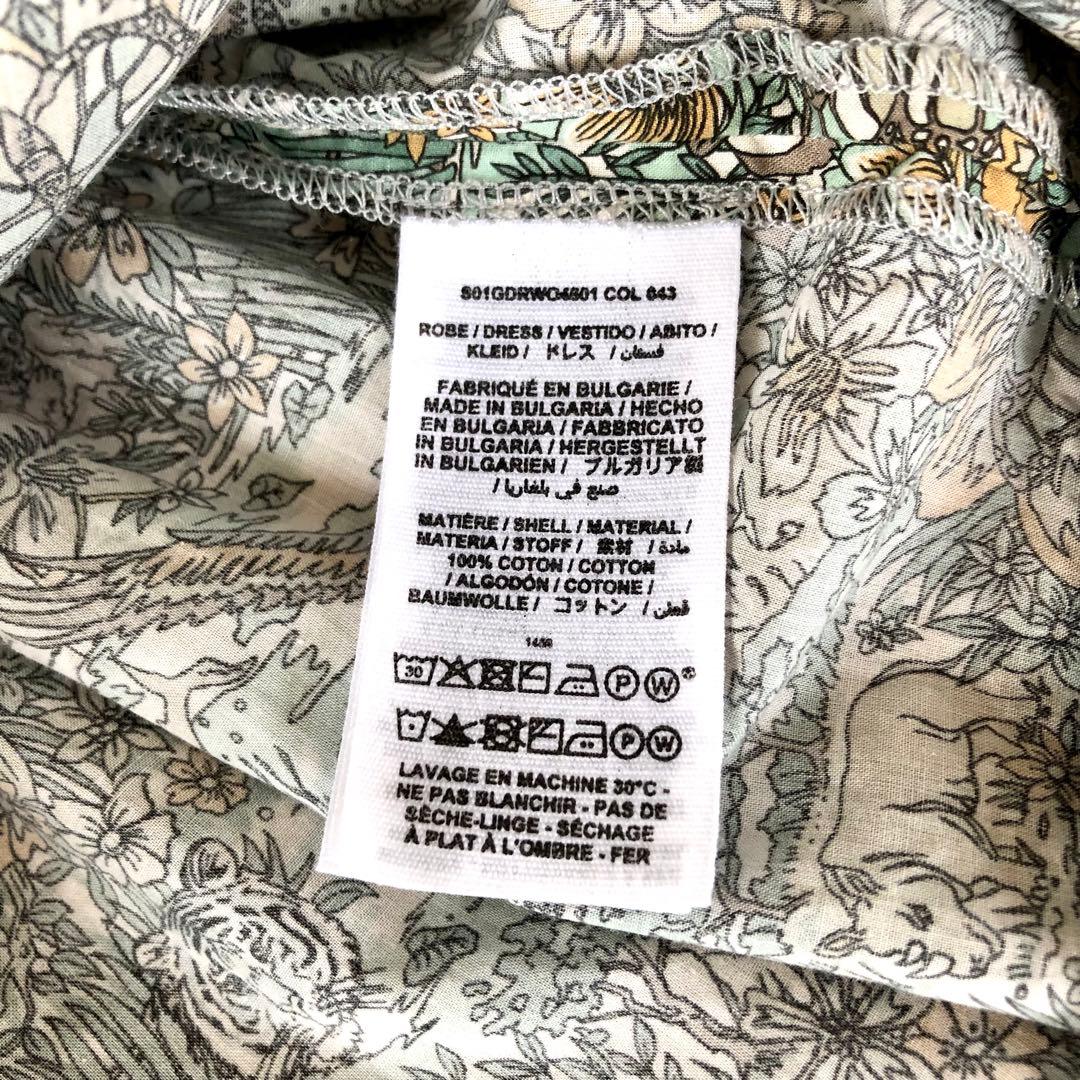 S01GDRWO4601 COL 643
ROBE / DRESS / VESTIDO / ABITO /
KLEID / ドレス / فستان /
FABRIQUÉ EN BULGARIE /
MADE IN BULGARIA / HECHO
EN BULGARIA / FABBRICATO
IN BULGARIA / HERGESTELLT
IN BULGARIEN / ブルガリア製
/ صنع في بلغاريا
MATIÈRE / SHELL / MATERIAL /
MATERIA / STOFF / 素材 / مادة /
100% COTON / COTTON
/ ALGODÓN / COTONE /
BAUMWOLLE / コットン / قطن /
30 P W
P W
LAVAGE EN MACHINE 30°C -
NE PAS BLANCHIR - PAS DE
SÈCHE-LINGE - SÉCHAGE
À PLAT À L'OMBRE - FER